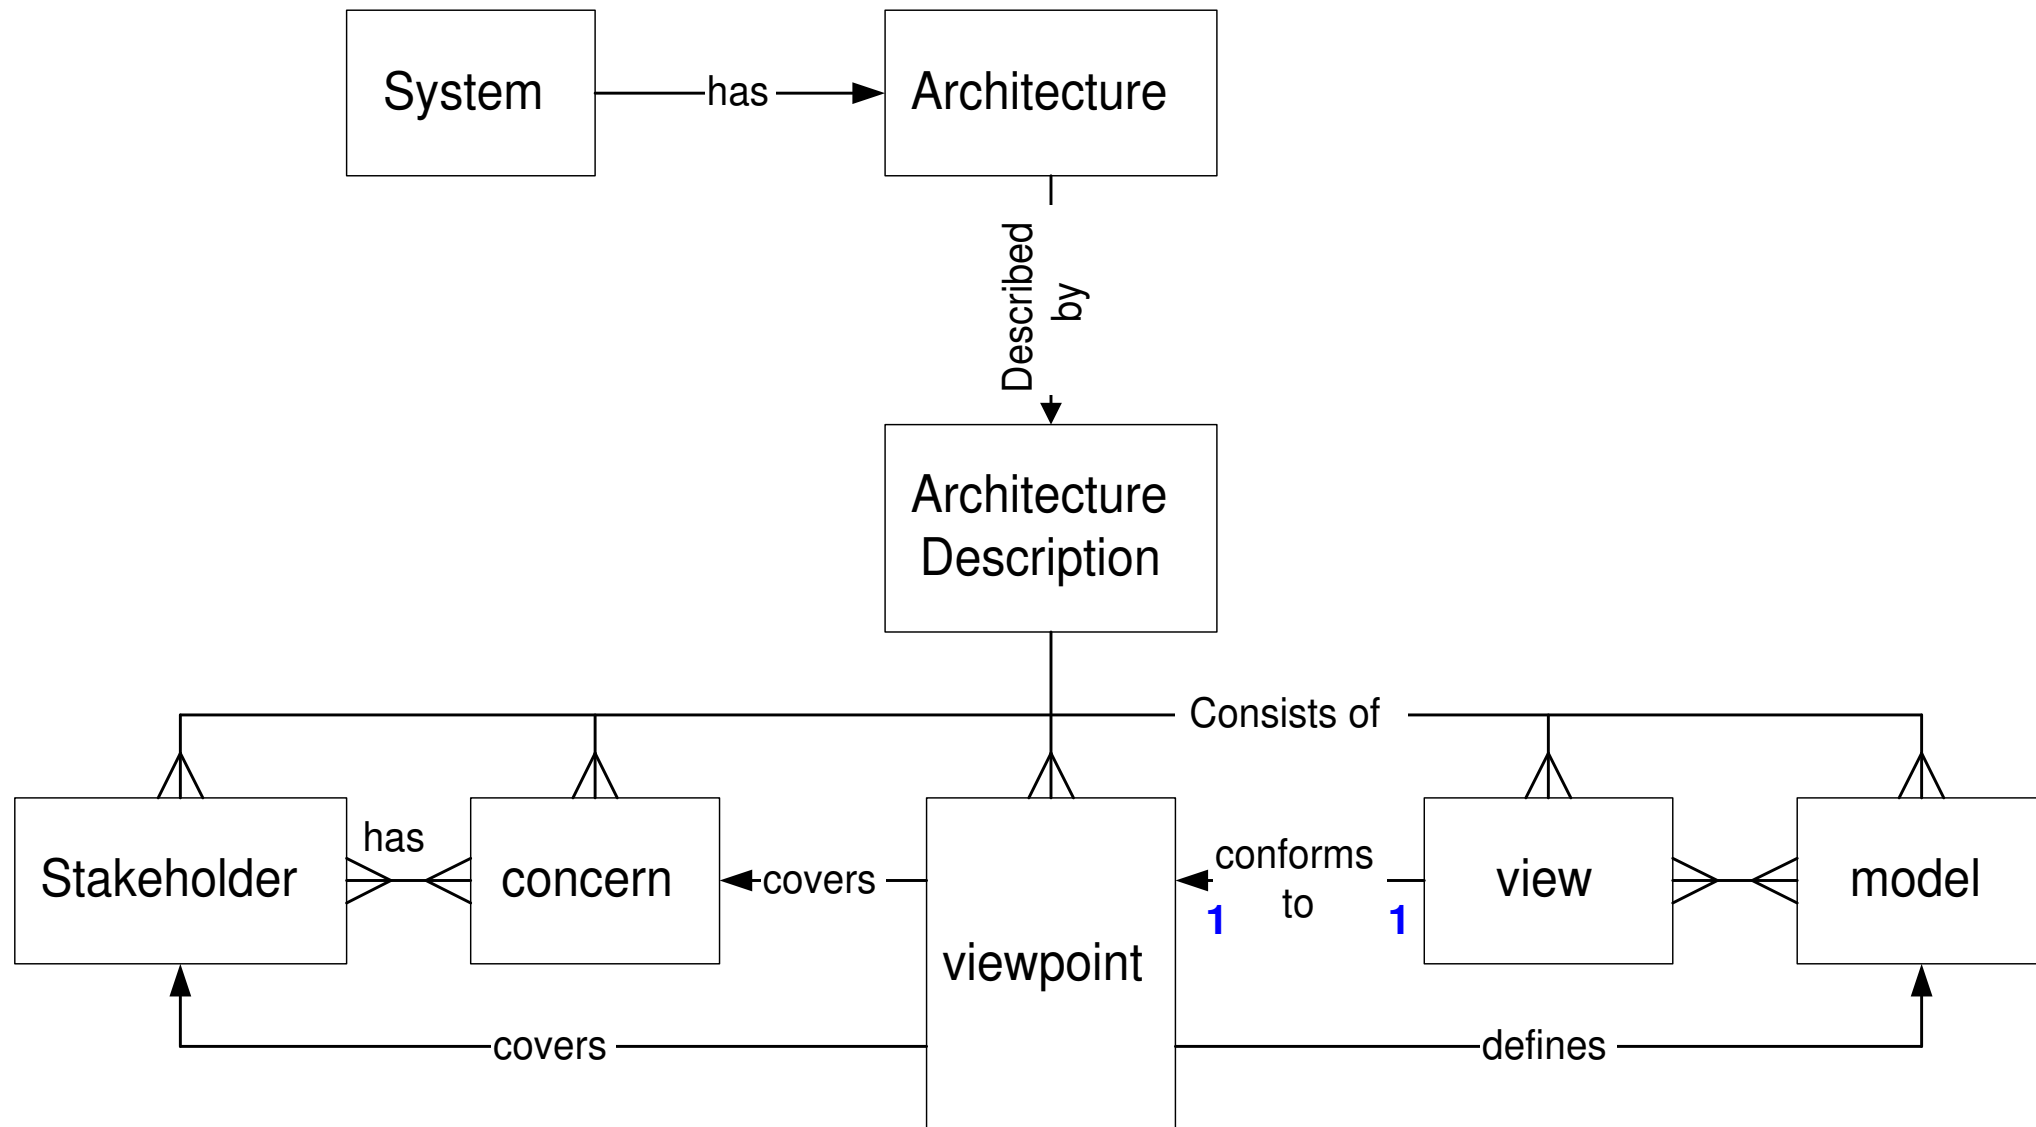 System
has
Architecture
Described
by
Architecture
Description
Consists of
Stakeholder
has
concern
covers
viewpoint
conforms
to
1
1
view
model
covers
defines